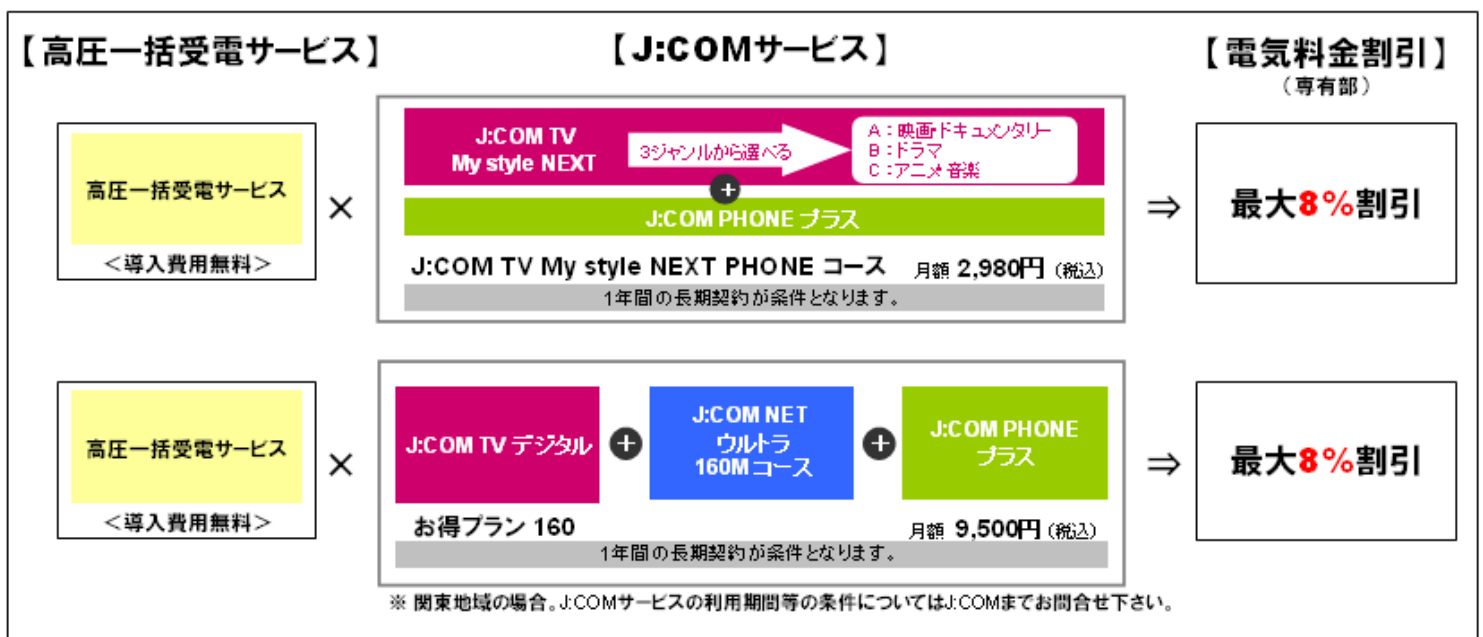 【高圧一括受電サービス】
【J:COMサービス】
【電気料金割引】
（専有部）
高圧一括受電サービス
＜導入費用無料＞
×
J:COM TV
My style NEXT
3ジャンルから選べる
A：映画・ドキュメンタリー
B：ドラマ
C：アニメ 音楽
+
J:COM PHONE プラス
J:COM TV My style NEXT PHONE コース 月額 2,980円（税込）
1年間の長期契約が条件となります。
⇒
最大8%割引
高圧一括受電サービス
＜導入費用無料＞
×
J:COM TV デジタル
+
J:COM NET
ウルトラ
160M コース
+
J:COM PHONE
プラス
お得プラン 160 月額 9,500円（税込）
1年間の長期契約が条件となります。
⇒
最大8%割引
※ 関東地域の場合。J:COMサービスの利用期間等の条件についてはJ:COMまでお問合せ下さい。